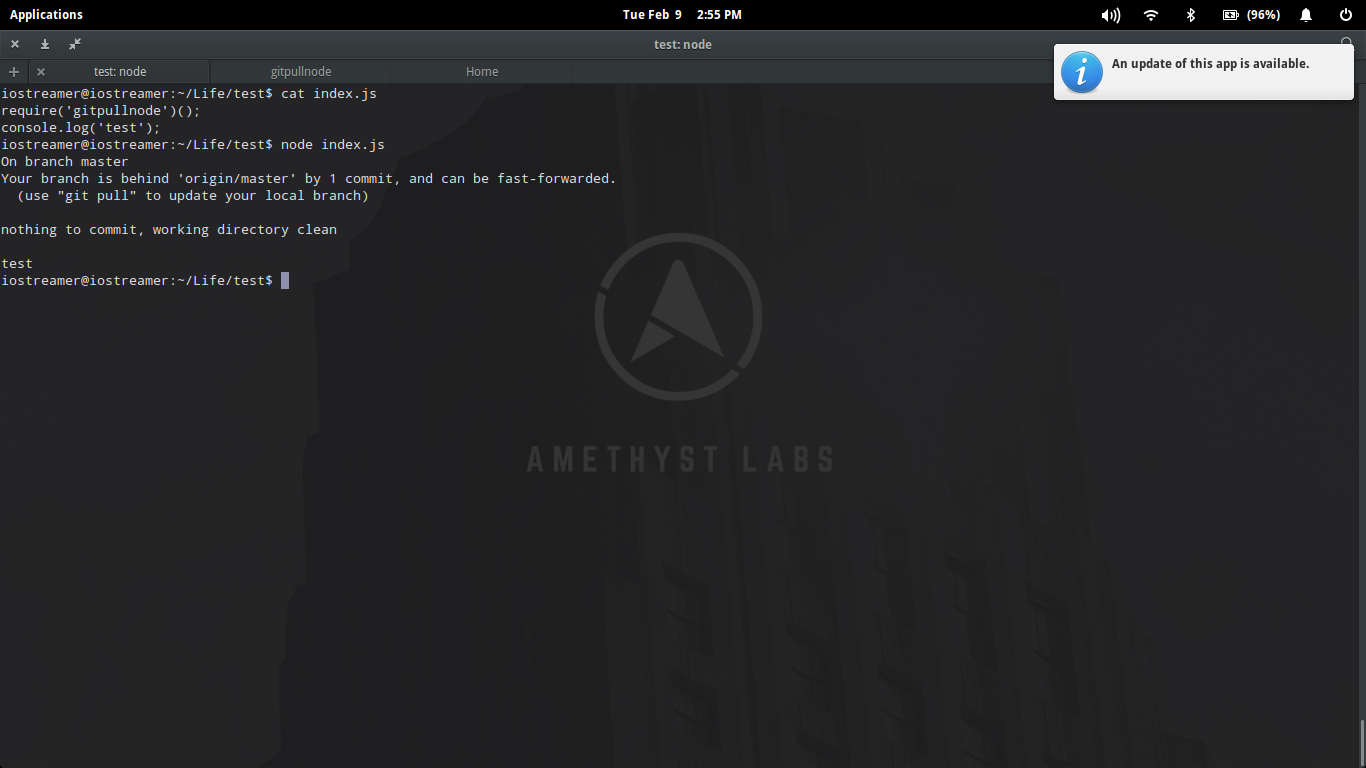 Applications
Tue Feb 9 2:55 PM
(96%)
test: node
An update of this app is available.
test: node
gitpullnode
Home
iostreamer@iostreamer:~/Life/test$ cat index.js
require('gitpullnode')();
console.log('test');
iostreamer@iostreamer:~/Life/test$ node index.js
On branch master
Your branch is behind 'origin/master' by 1 commit, and can be fast-forwarded.
  (use "git pull" to update your local branch)
nothing to commit, working directory clean
test
iostreamer@iostreamer:~/Life/test$
AMETHYST LABS